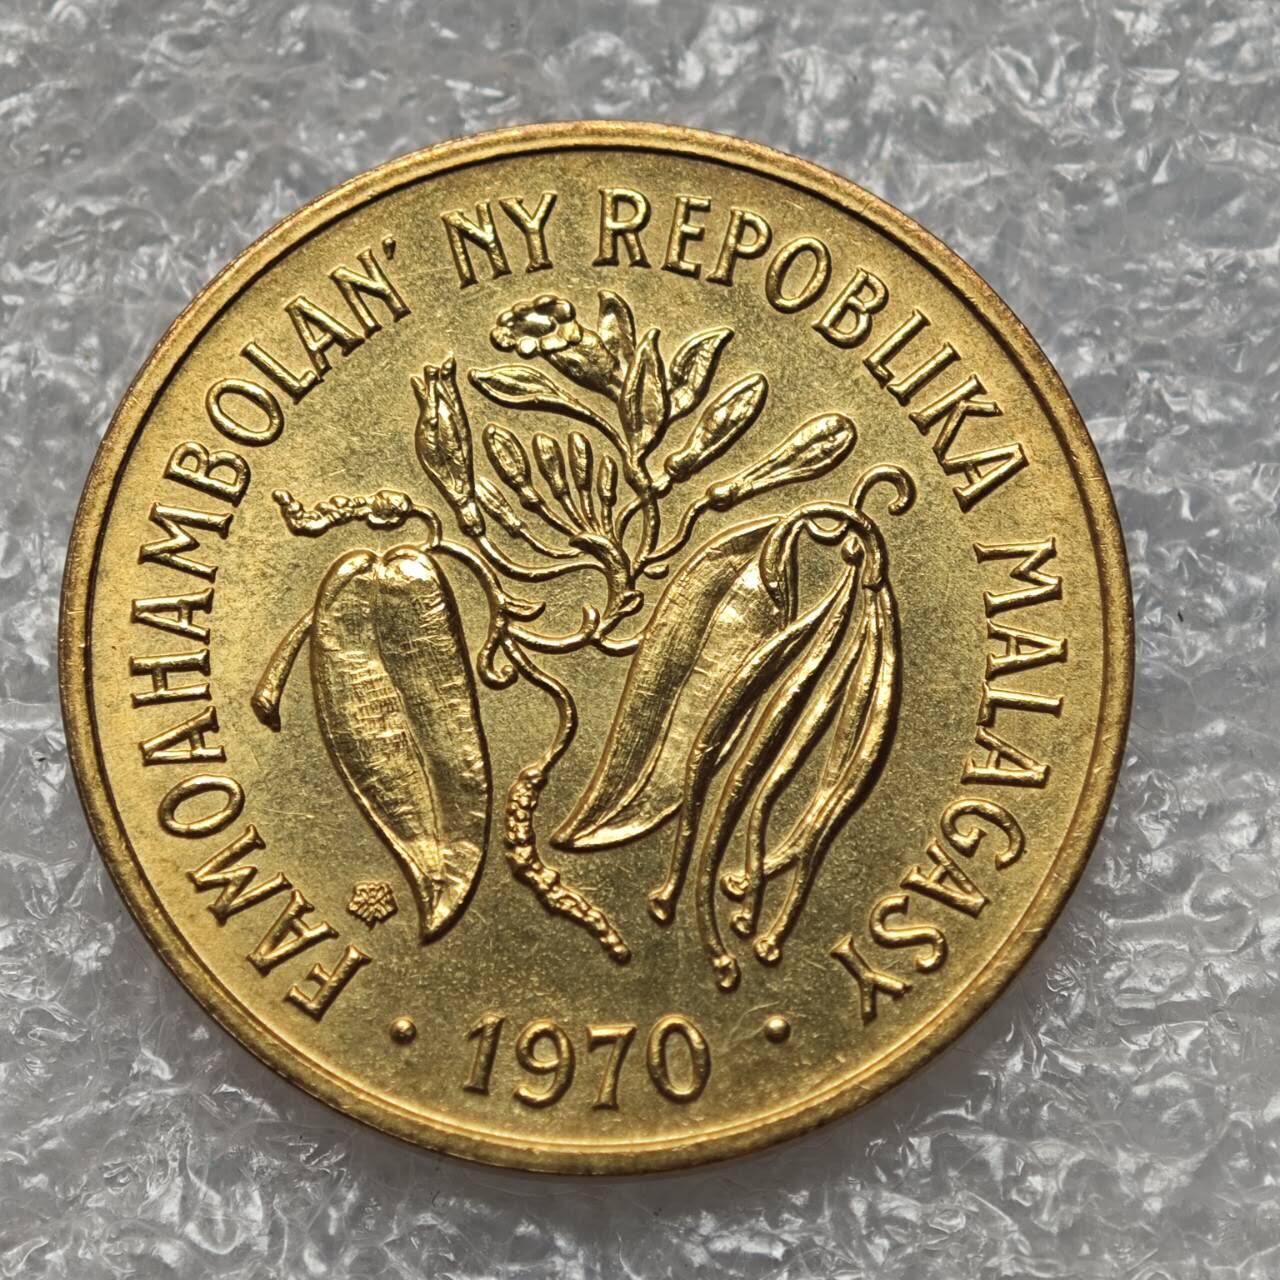 FAMOAHAMBOLAN' NY REPOBLIKA MALAGASY
· 1970 ·